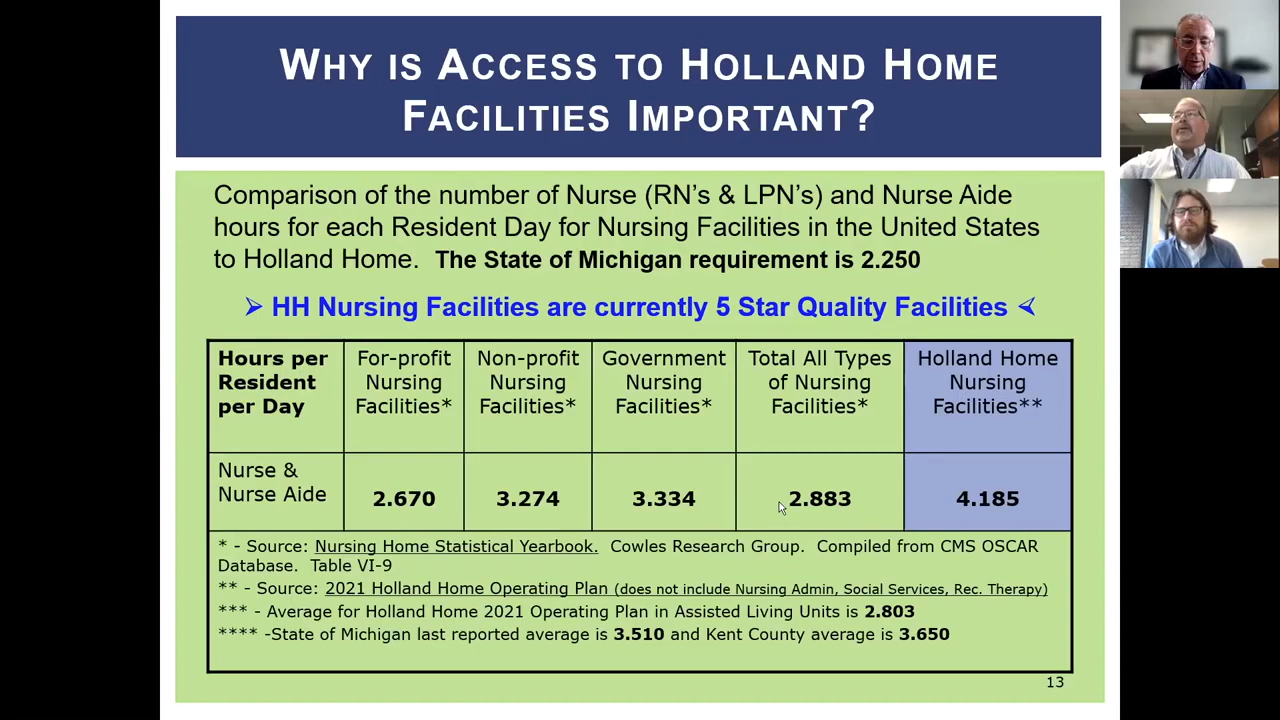 WHY IS ACCESS TO HOLLAND HOME
FACILITIES IMPORTANT?
Comparison of the number of Nurse (RN's & LPN's) and Nurse Aide
hours for each Resident Day for Nursing Facilities in the United States
to Holland Home. The State of Michigan requirement is 2.250
➢ HH Nursing Facilities are currently 5 Star Quality Facilities ⮘
Hours per
Resident
per Day
For-profit
Nursing
Facilities*
Non-profit
Nursing
Facilities*
Government
Nursing
Facilities*
Total All Types
of Nursing
Facilities*
Holland Home
Nursing
Facilities**
Nurse &
Nurse Aide
2.670
3.274
3.334
2.883
4.185
* - Source: Nursing Home Statistical Yearbook. Cowles Research Group. Compiled from CMS OSCAR
Database. Table VI-9
** - Source: 2021 Holland Home Operating Plan (does not include Nursing Admin, Social Services, Rec. Therapy)
*** - Average for Holland Home 2021 Operating Plan in Assisted Living Units is 2.803
**** -State of Michigan last reported average is 3.510 and Kent County average is 3.650
13